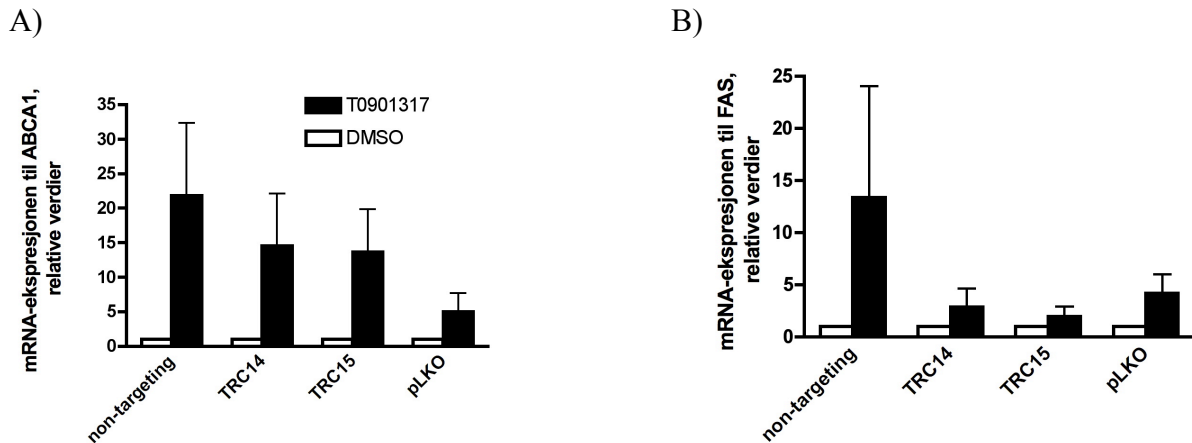 A)
mRNA-ekspresjonen til ABCA1,
relative verdier
35
30
25
20
15
10
5
0
T0901317
DMSO
non-targeting
TRC14
TRC15
pLKO
B)
mRNA-ekspresjonen til FAS,
relative verdier
25
20
15
10
5
0
non-targeting
TRC14
TRC15
pLKO